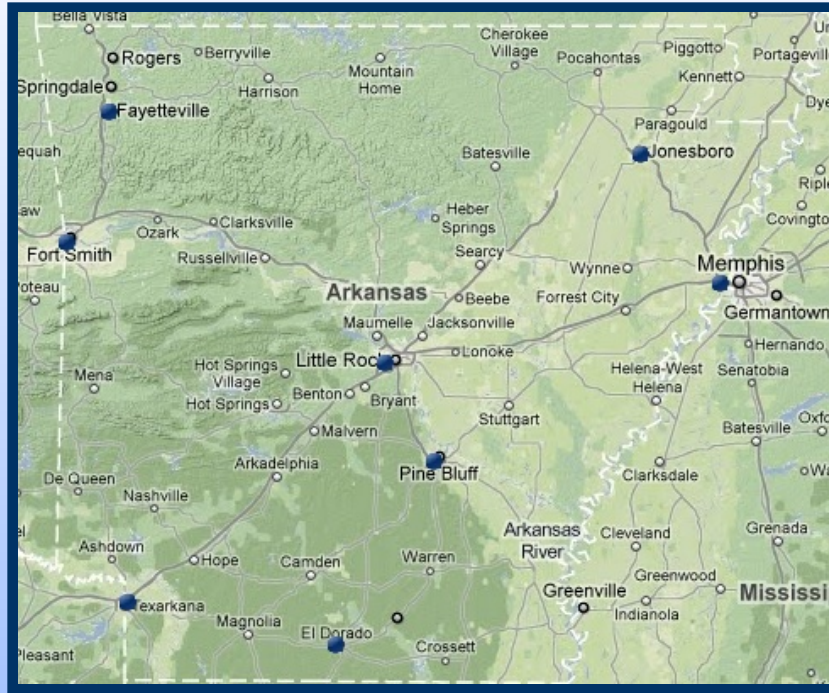 Bella Vista
Rogers
Berryville
Cherokee
Village
Pocahontas
Piggotto
Portageville
Springdale
Harrison
Mountain
Home
Kennett
Fayetteville
Paragould
Jonesboro
Batesville
Ozark
Clarksville
Heber
Springs
Covington
Fort Smith
Russellville
Searcy
Wynne
Memphis
Poteau
Arkansas
Beebe
Forrest City
Germantown
Maumelle
Jacksonville
Little Rock
Lonoke
Hernando
Mena
Hot Springs
Village
Helena-West
Helena
Senatobia
Hot Springs
Benton
Bryant
Stuttgart
Malvern
Batesville
Arkadelphia
Pine Bluff
Clarksdale
De Queen
Nashville
Arkansas
River
Cleveland
Grenada
Ashdown
Hope
Camden
Warren
Greenwood
Greenville
Indianola
Mississi
Texarkana
Magnolia
El Dorado
Crossett
Pleasant